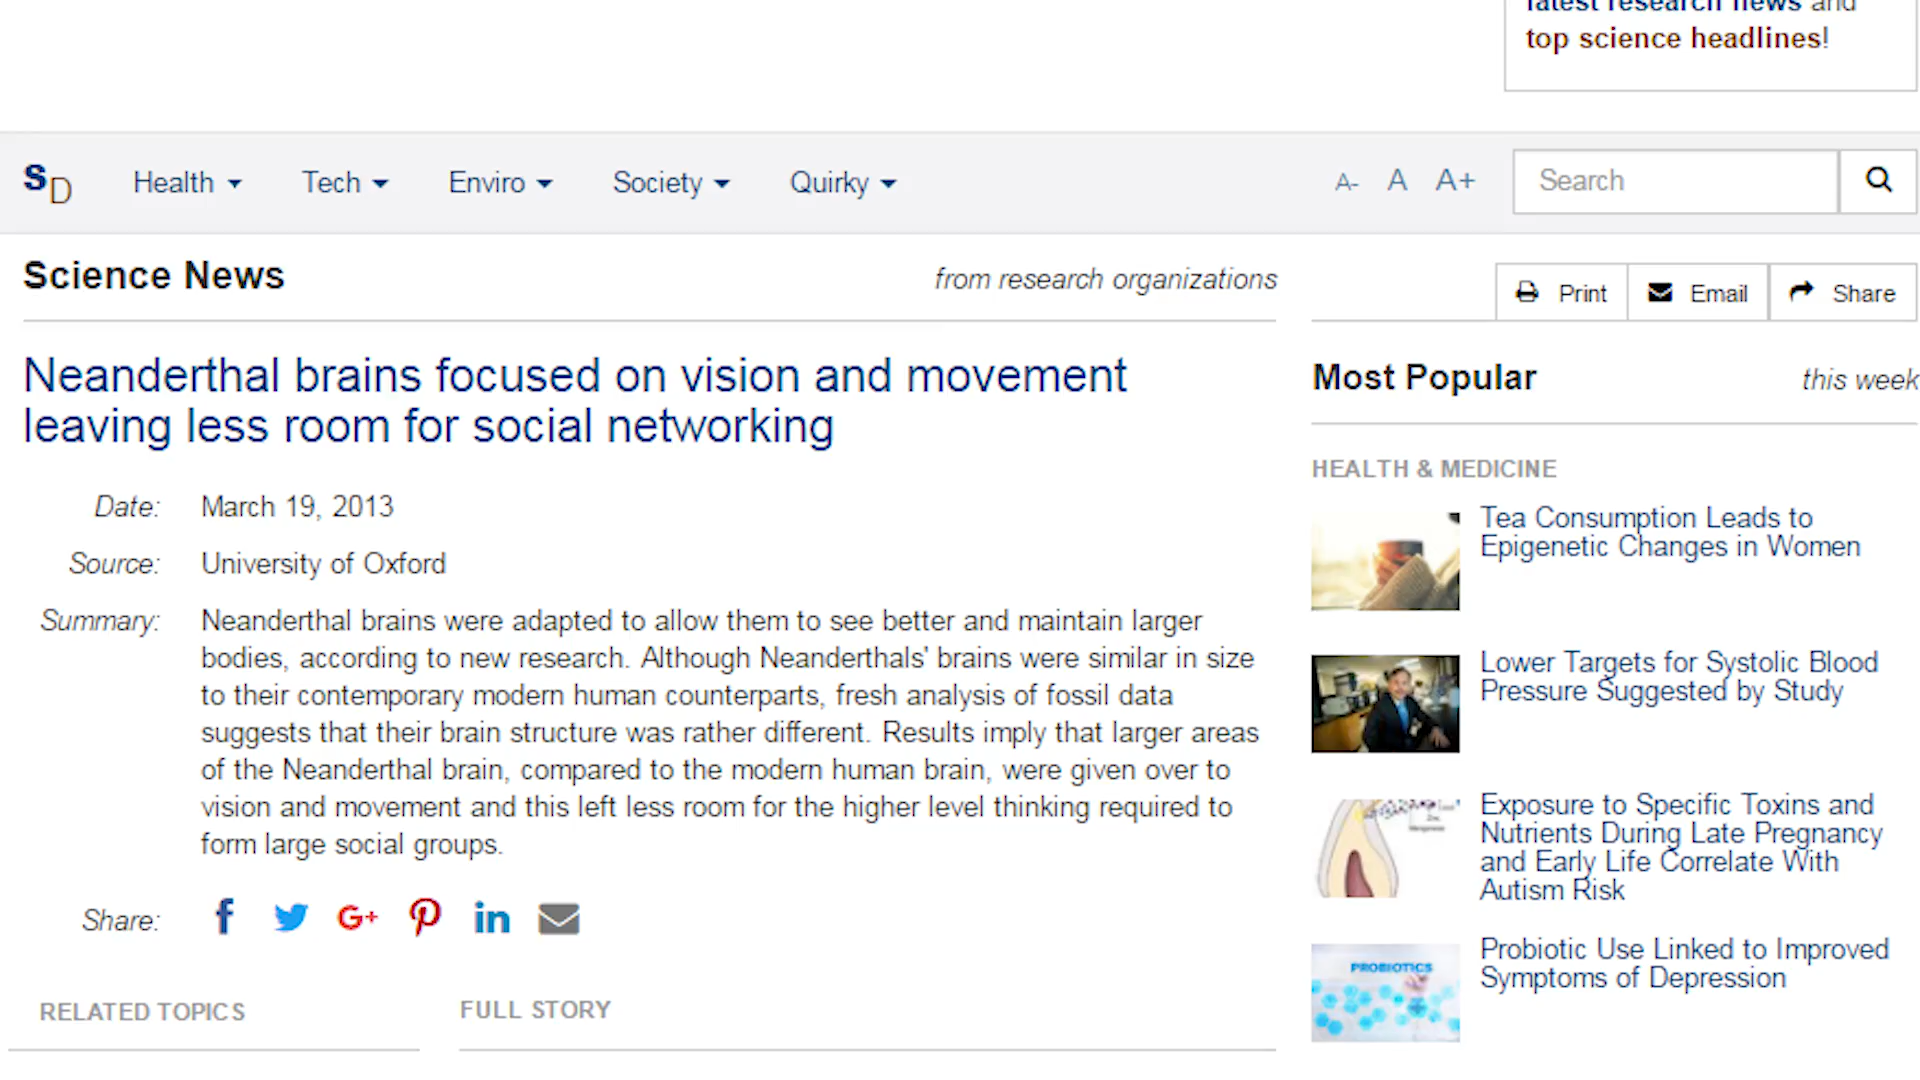 latest research news and
top science headlines!
SD
Health
Tech
Enviro
Society
Quirky
A-
A
A+
Search
Science News
from research organizations
Print
Email
Share
Neanderthal brains focused on vision and movement
leaving less room for social networking
Date: March 19, 2013
Source: University of Oxford
Summary: Neanderthal brains were adapted to allow them to see better and maintain larger
bodies, according to new research. Although Neanderthals' brains were similar in size
to their contemporary modern human counterparts, fresh analysis of fossil data
suggests that their brain structure was rather different. Results imply that larger areas
of the Neanderthal brain, compared to the modern human brain, were given over to
vision and movement and this left less room for the higher level thinking required to
form large social groups.
Share:
RELATED TOPICS
FULL STORY
Most Popular
this week
HEALTH & MEDICINE
Tea Consumption Leads to
Epigenetic Changes in Women
Lower Targets for Systolic Blood
Pressure Suggested by Study
Exposure to Specific Toxins and
Nutrients During Late Pregnancy
and Early Life Correlate With
Autism Risk
PROBIOTICS
Probiotic Use Linked to Improved
Symptoms of Depression